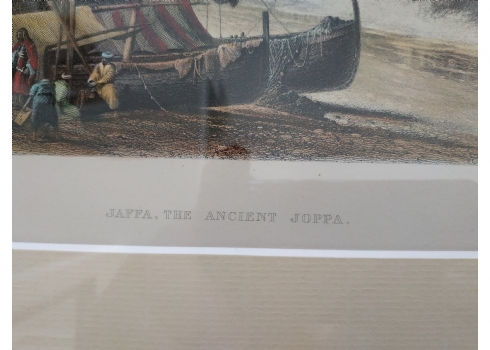 JAFFA, THE ANCIENT JOPPA.